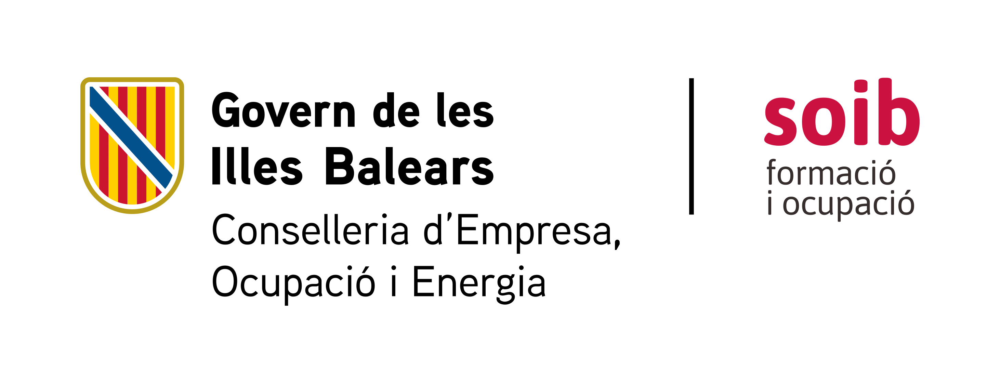 Govern de les
Illes Balears
Conselleria d’Empresa,
Ocupació i Energia
soib
formació
i ocupació